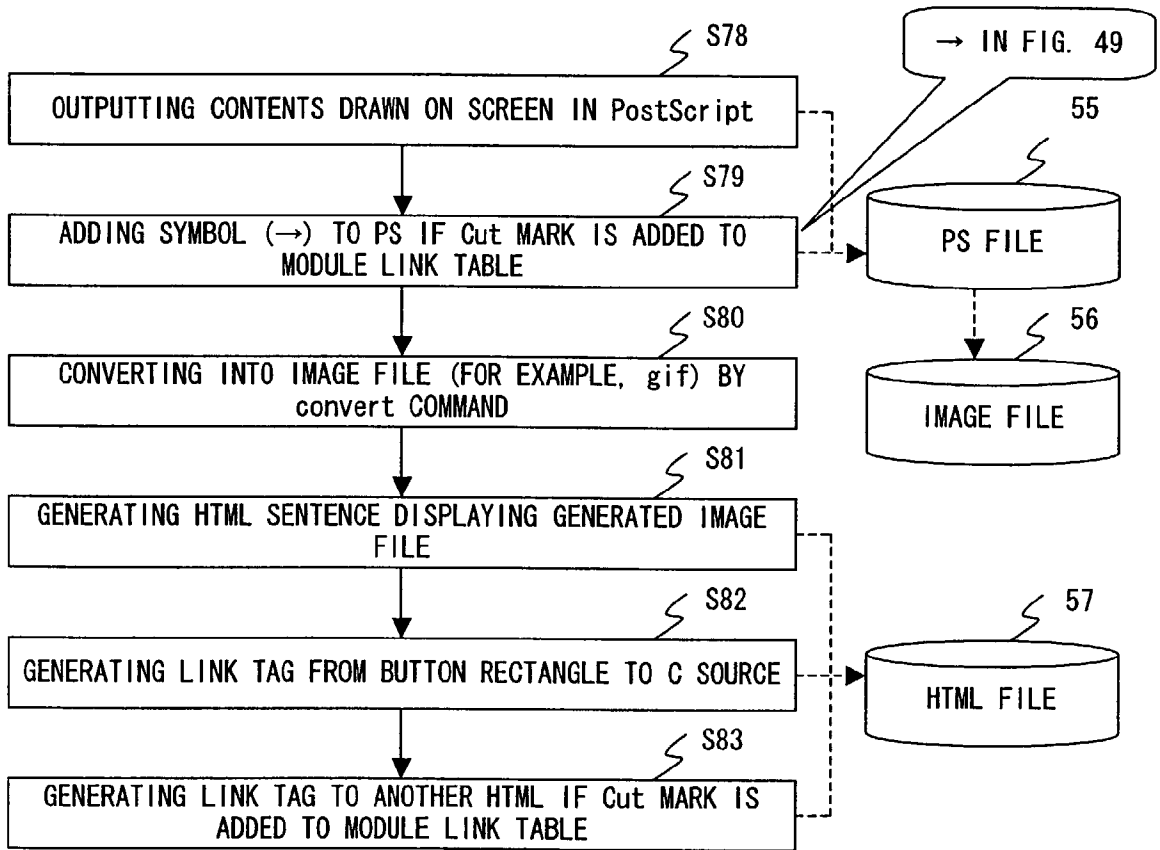 S78
→ IN FIG. 49
OUTPUTTING CONTENTS DRAWN ON SCREEN IN PostScript
55
S79
ADDING SYMBOL (→) TO PS IF Cut MARK IS ADDED TO
MODULE LINK TABLE
PS FILE
S80
56
CONVERTING INTO IMAGE FILE (FOR EXAMPLE, gif) BY
convert COMMAND
IMAGE FILE
S81
GENERATING HTML SENTENCE DISPLAYING GENERATED IMAGE
FILE
S82
57
GENERATING LINK TAG FROM BUTTON RECTANGLE TO C SOURCE
HTML FILE
S83
GENERATING LINK TAG TO ANOTHER HTML IF Cut MARK IS
ADDED TO MODULE LINK TABLE